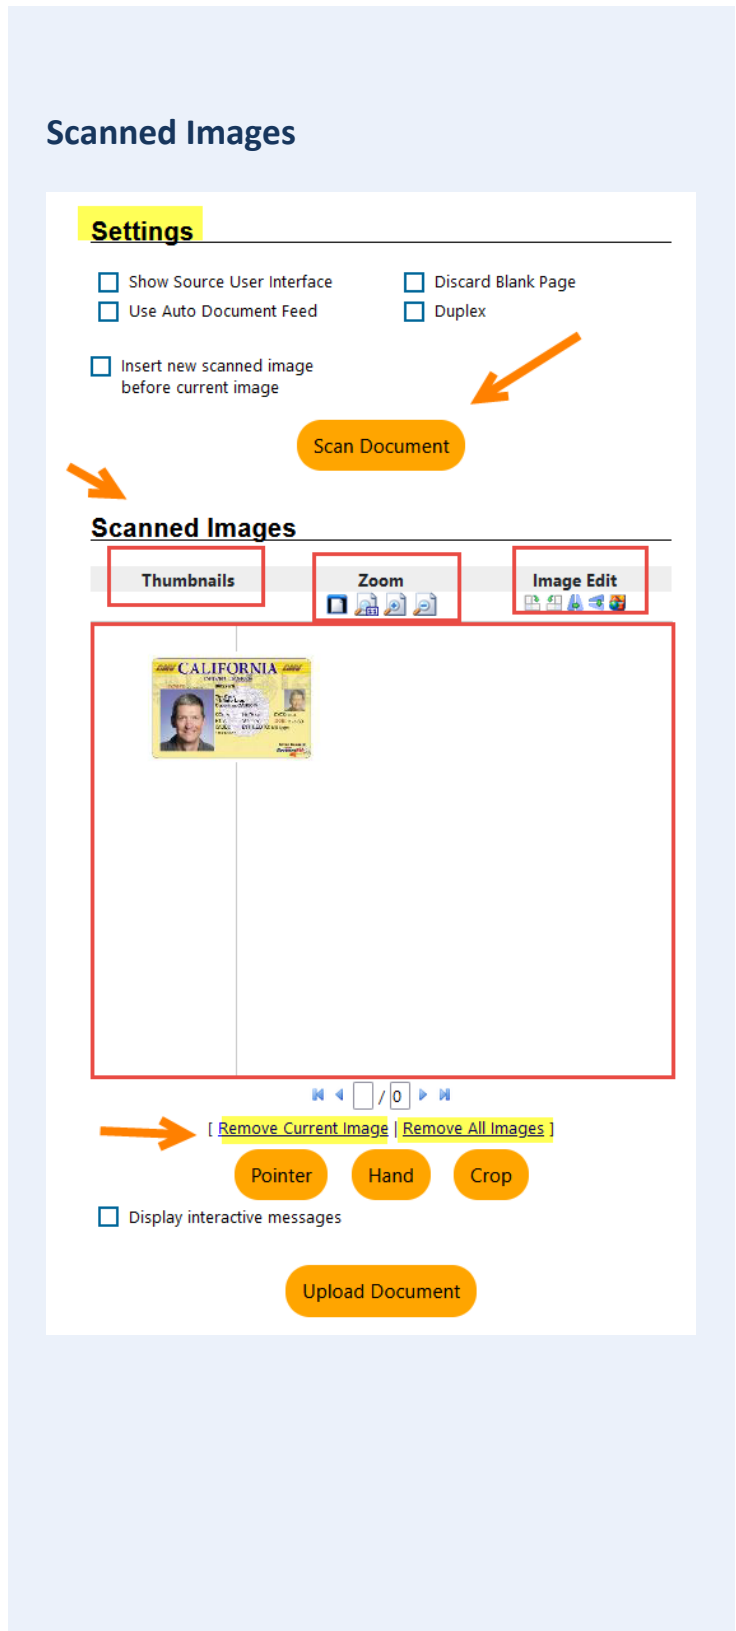 Scanned Images
Settings
Show Source User Interface
Discard Blank Page
Use Auto Document Feed
Duplex
Insert new scanned image
before current image
Scan Document
Scanned Images
Thumbnails Zoom Image Edit
CALIFORNIA
/ 0
[ Remove Current Image | Remove All Images ]
Pointer Hand Crop
Display interactive messages
Upload Document